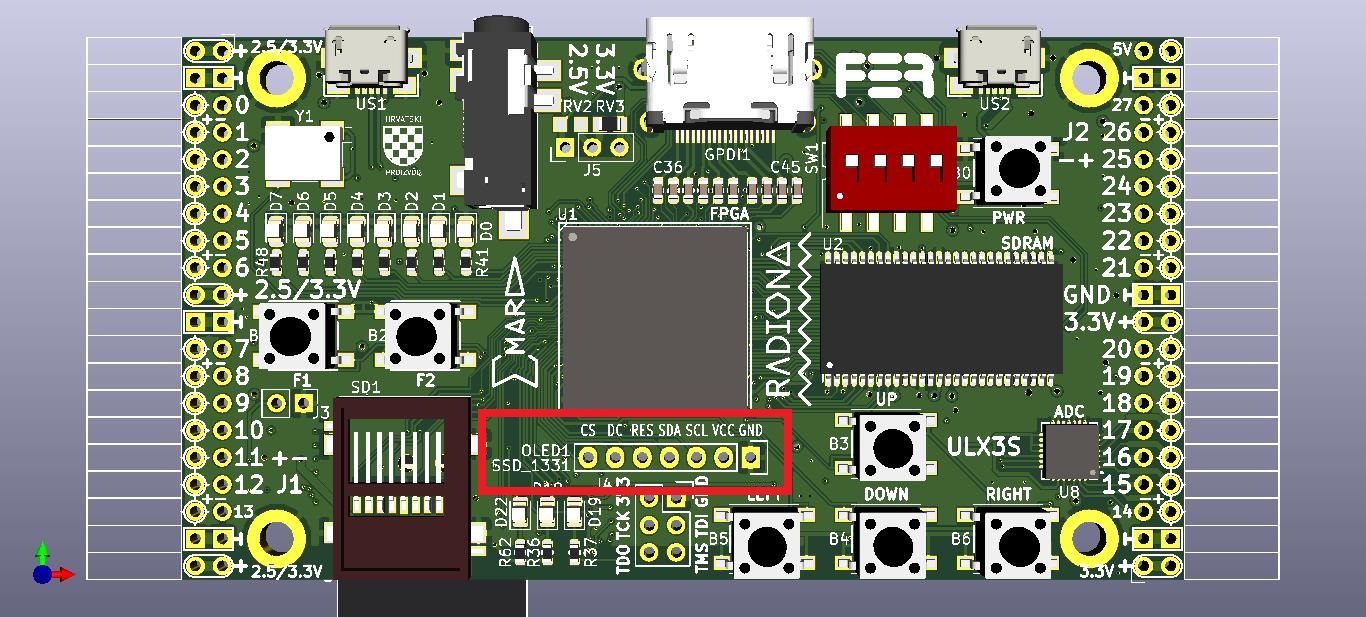 2.5/3.3V
US1
Y1
HRVATSKI
PROIZVOD
3.3V
2.5V
RV2 RV3
J5
GPDI1
C36
C45
FPGA
U1
FER
SW1
US2
PWR
J2
-+
5V
27
26
25
24
23
22
21
GND
3.3V+
20
19
18
17
16
15
14
3.3V
+
0
1
2
3
4
5
6
7
8
9
10
11 +-
12 J1
13
+
2.5/3.3V
D7
D6
D5
D4
D3
D2
D1
D0
R48
R41
2.5/3.3V
B2
F1
F2
J3
SD1
MAR
RADIONA
U2
SDRAM
UP
B3
ULX3S
ADC
U8
CS DC RES SDA SCL VCC GND
OLED1
SSD_1331
D22
D19
R62
R36
R37
TDO TCK 3V3
TMS TDI GND
LEFT
DOWN
RIGHT
B5
B4
B6